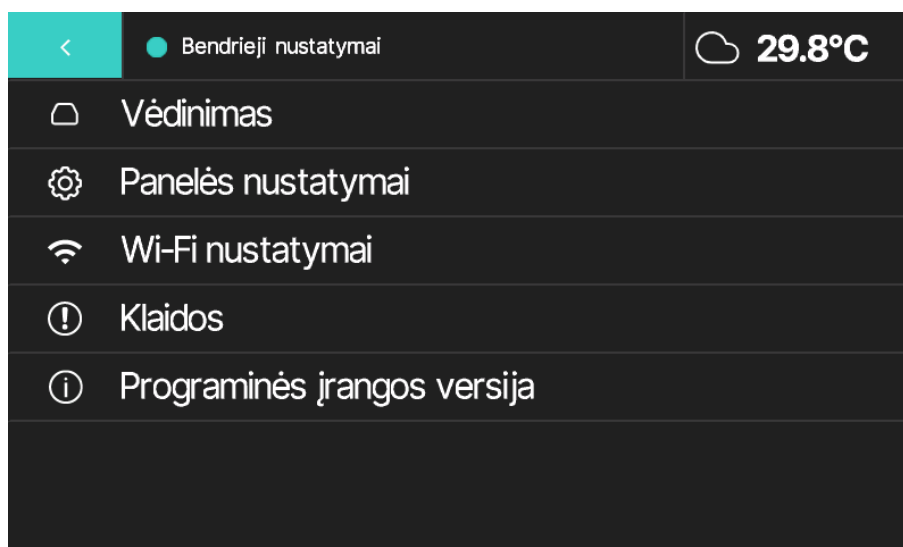 Bendrieji nustatymai
29.8°C
Vėdinimas
Panelės nustatymai
Wi-Fi nustatymai
Klaidos
Programinės įrangos versija